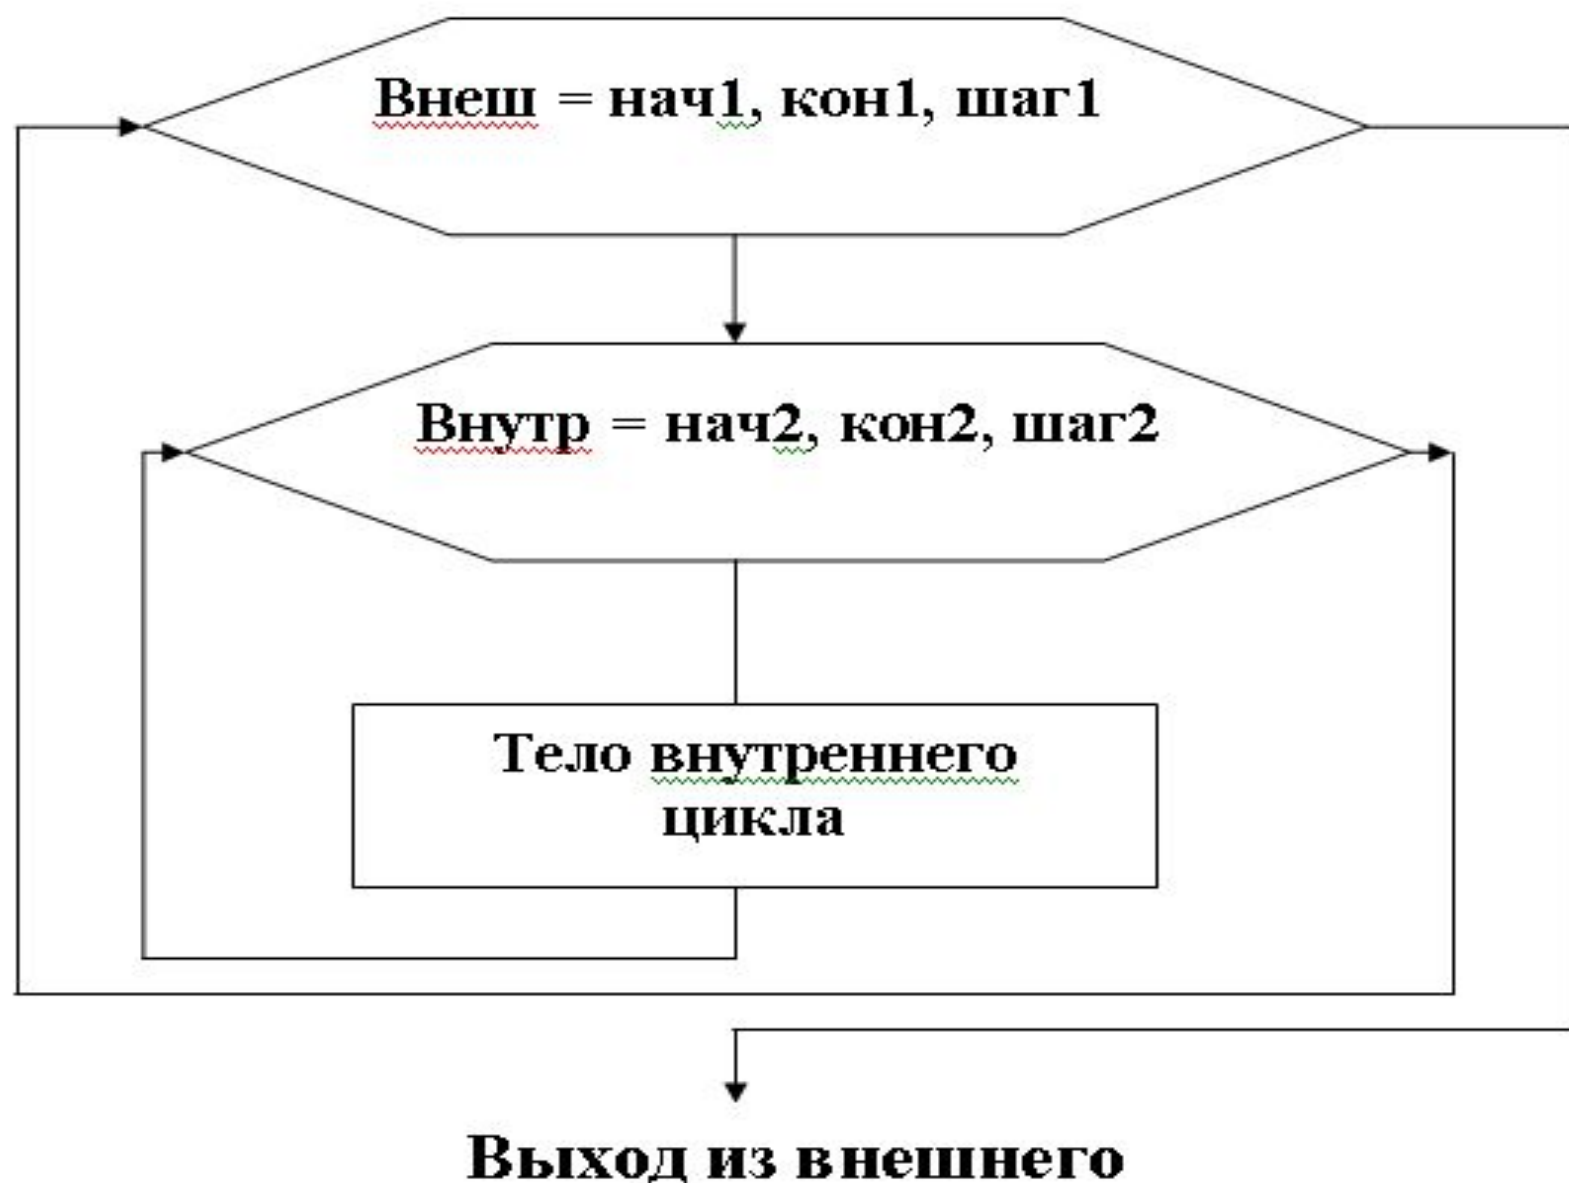 Внеш = нач1, кон1, шаг1
Внутр = нач2, кон2, шаг2
Тело внутреннего
цикла
Выход из внешнего